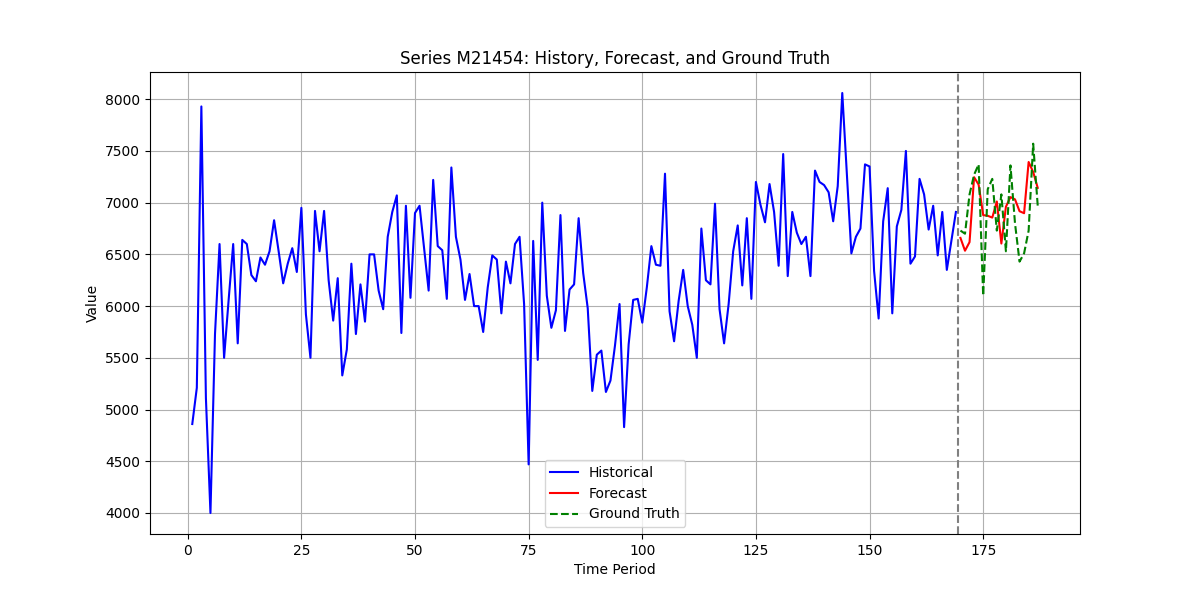 Series M21454: History, Forecast, and Ground Truth
8000
7500
7000
6500
6000
5500
5000
4500
4000
Value
Historical
Forecast
Ground Truth
0 25 50 75 100 125 150 175
Time Period